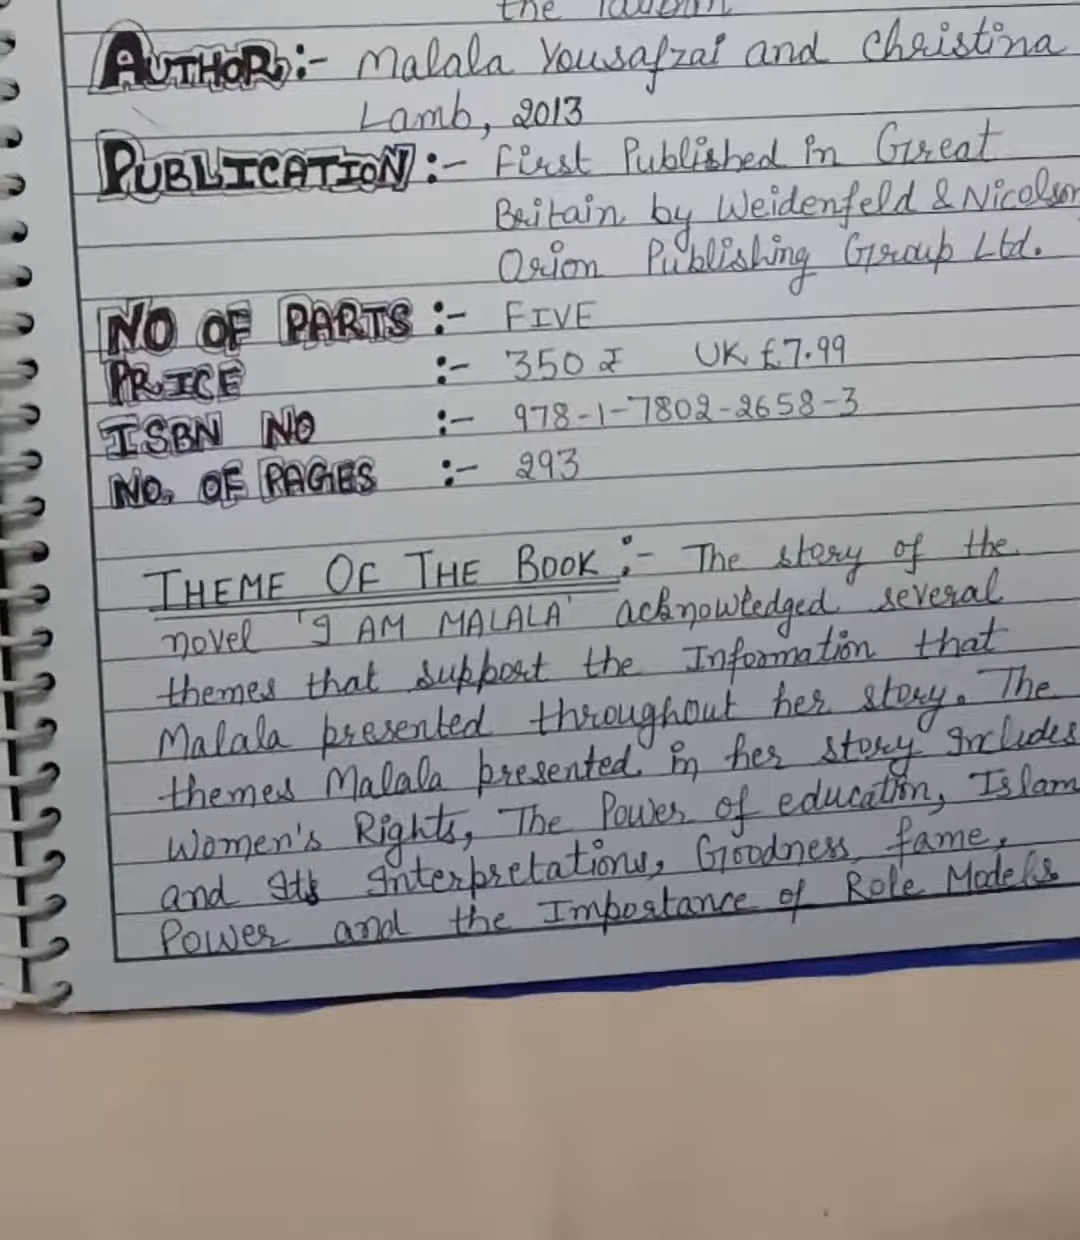 the
AUTHOR:- Malala Yousafzai and Christina
Lamb, 2013
PUBLICATION:- First Published in Great
Britain by Weidenfeld & Nicolson
Orion Publishing Group Ltd.
NO OF PARTS :- FIVE
PRICE :- 350 ₹ UK £7.99
ISBN NO :- 978-1-7802-2658-3
NO. OF PAGES :- 293
THEME OF THE BOOK:- The story of the
novel 'I AM MALALA' acknowledged several
themes that support the Information that
Malala presented throughout her story. The
themes Malala presented in her story Includes
Women's Rights, The Power of education, Islam
and Its Interpretations, Goodness fame,
Power and the Importance of Role Models